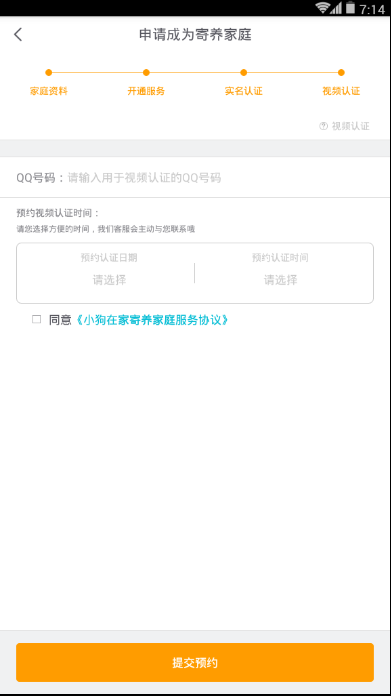 7:14
申请成为寄养家庭
家庭资料 开通服务 实名认证 视频认证
? 视频认证
QQ号码：请输入用于视频认证的QQ号码
预约视频认证时间：
请您选择方便的时间，我们客服会主动与您联系哦
预约认证日期 预约认证时间
请选择 请选择
同意《小狗在家寄养家庭服务协议》
提交预约